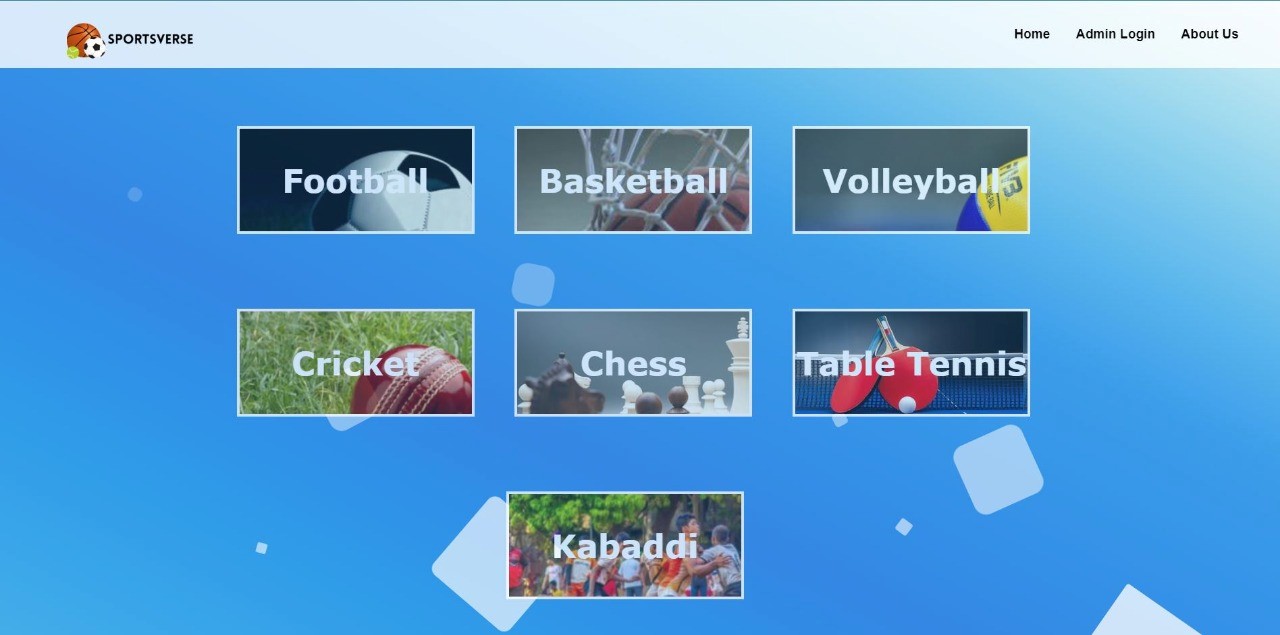 SPORTSVERSE
Home Admin Login About Us
Football Basketball Volleyball
Cricket Chess Table Tennis
Kabaddi